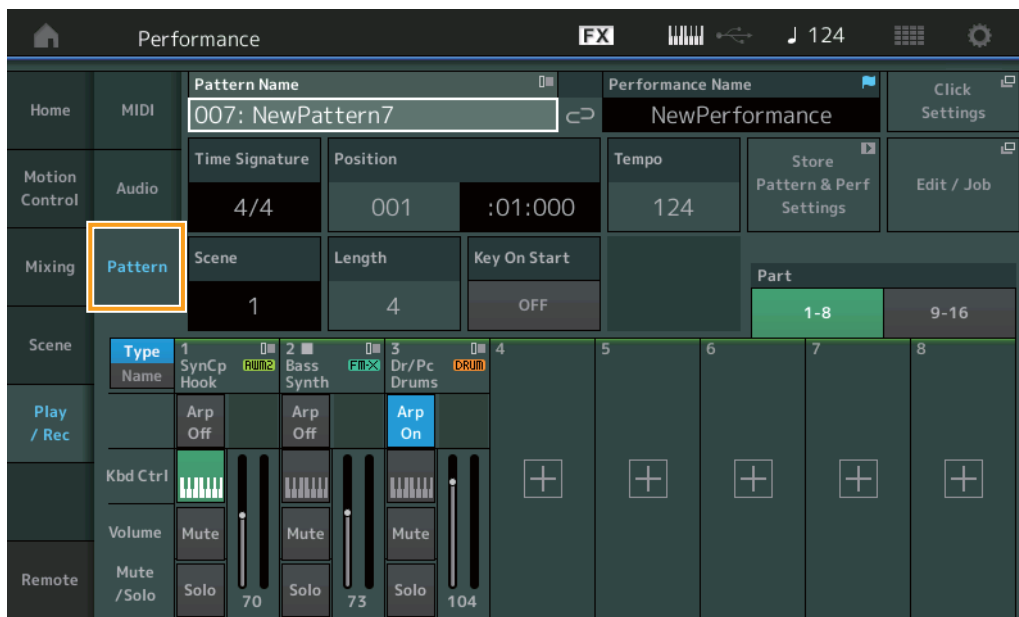 Performance
FX
♩ 124
Home
Motion
Control
Mixing
Scene
Play
/ Rec
Remote
MIDI
Audio
Pattern
Pattern Name
007: NewPattern7
Performance Name
NewPerformance
Click
Settings
Time Signature
4/4
Position
001
:01:000
Tempo
124
Store
Pattern & Perf
Settings
Edit / Job
Scene
1
Length
4
Key On Start
OFF
Part
1-8
9-16
Type
Name
1
SynCp
Hook
AWM2
2
Bass
Synth
FM-X
3
Dr/Pc
Drums
DRUM
4
5
6
7
8
Arp
Off
Arp
Off
Arp
On
Kbd Ctrl
Volume
Mute
Mute
Mute
Mute
/Solo
Solo
70
Solo
73
Solo
104